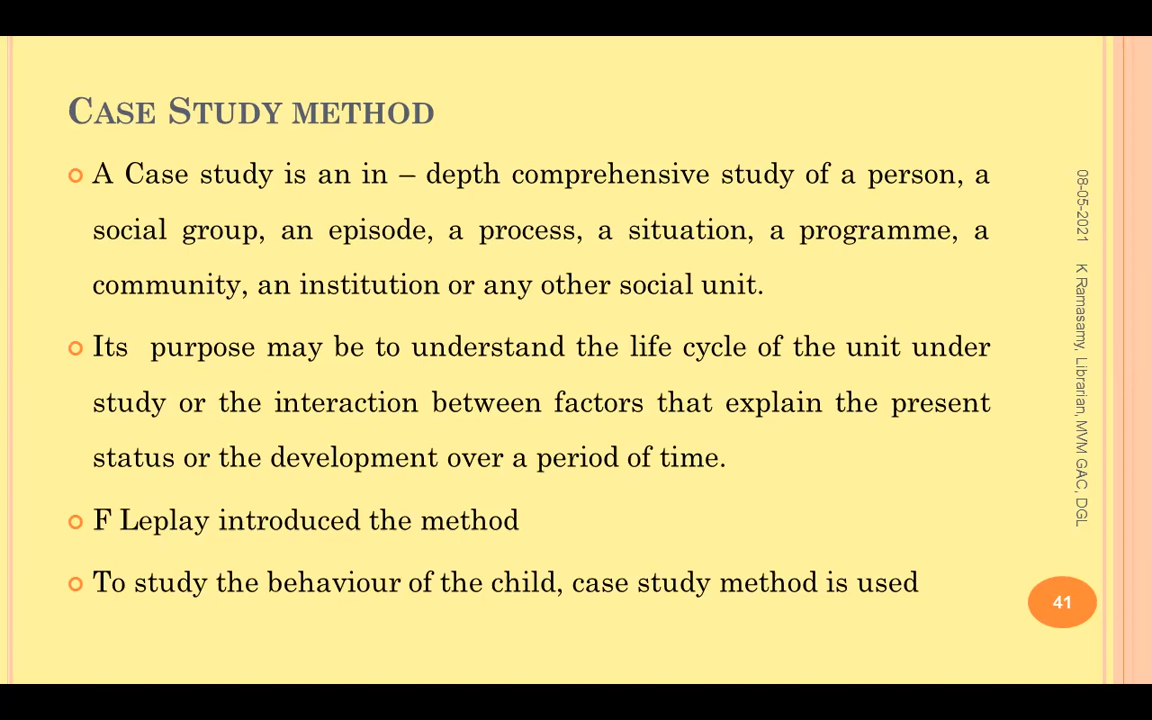 CASE STUDY METHOD
A Case study is an in – depth comprehensive study of a person, a
social group, an episode, a process, a situation, a programme, a
community, an institution or any other social unit.
Its purpose may be to understand the life cycle of the unit under
study or the interaction between factors that explain the present
status or the development over a period of time.
F Leplay introduced the method
To study the behaviour of the child, case study method is used
08-05-2021 K Ramasamy, Librarian, MVM GAC, DGL
41